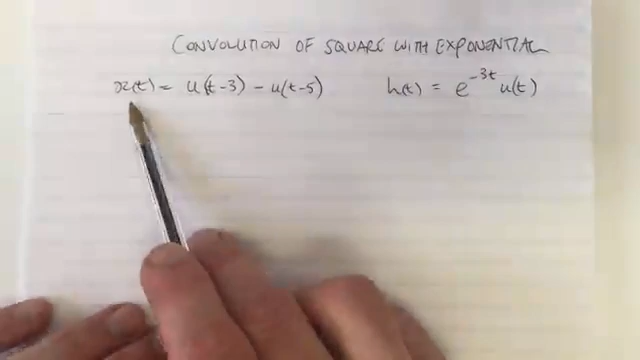 CONVOLUTION OF SQUARE WITH EXPONENTIAL
x(t) = u(t-3) - u(t-5) h(t) = e^{-3t} u(t)